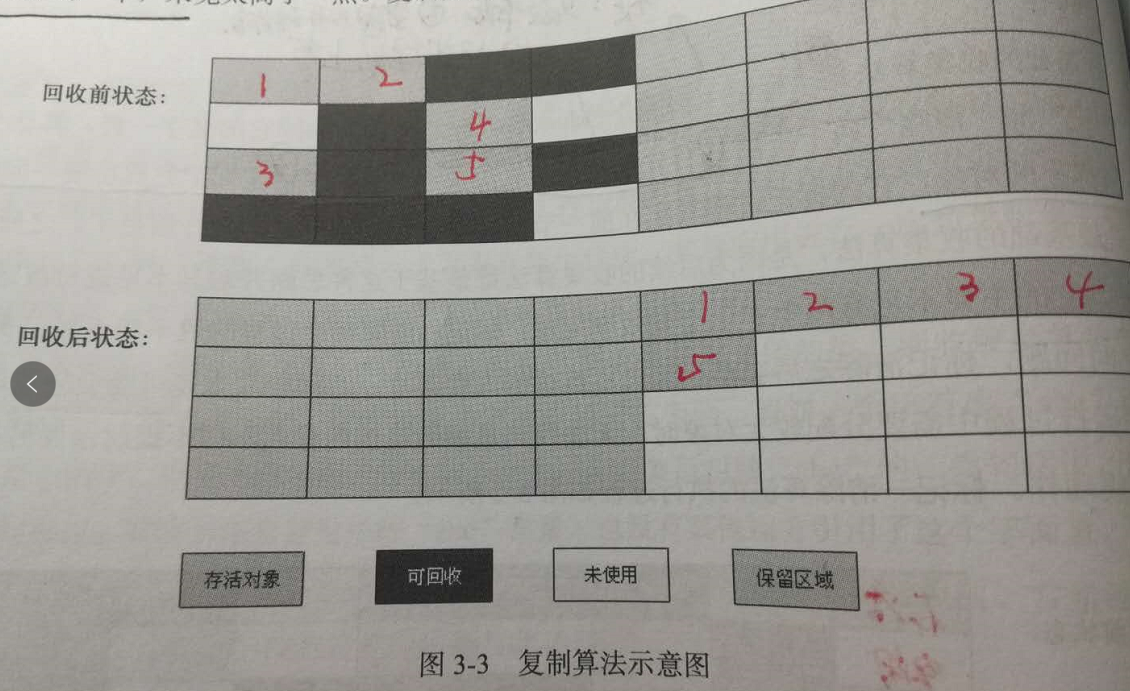 回收前状态:
1 2
4
3 5
回收后状态:
1 2 3 4
5
存活对象 可回收 未使用 保留区域
图 3-3 复制算法示意图